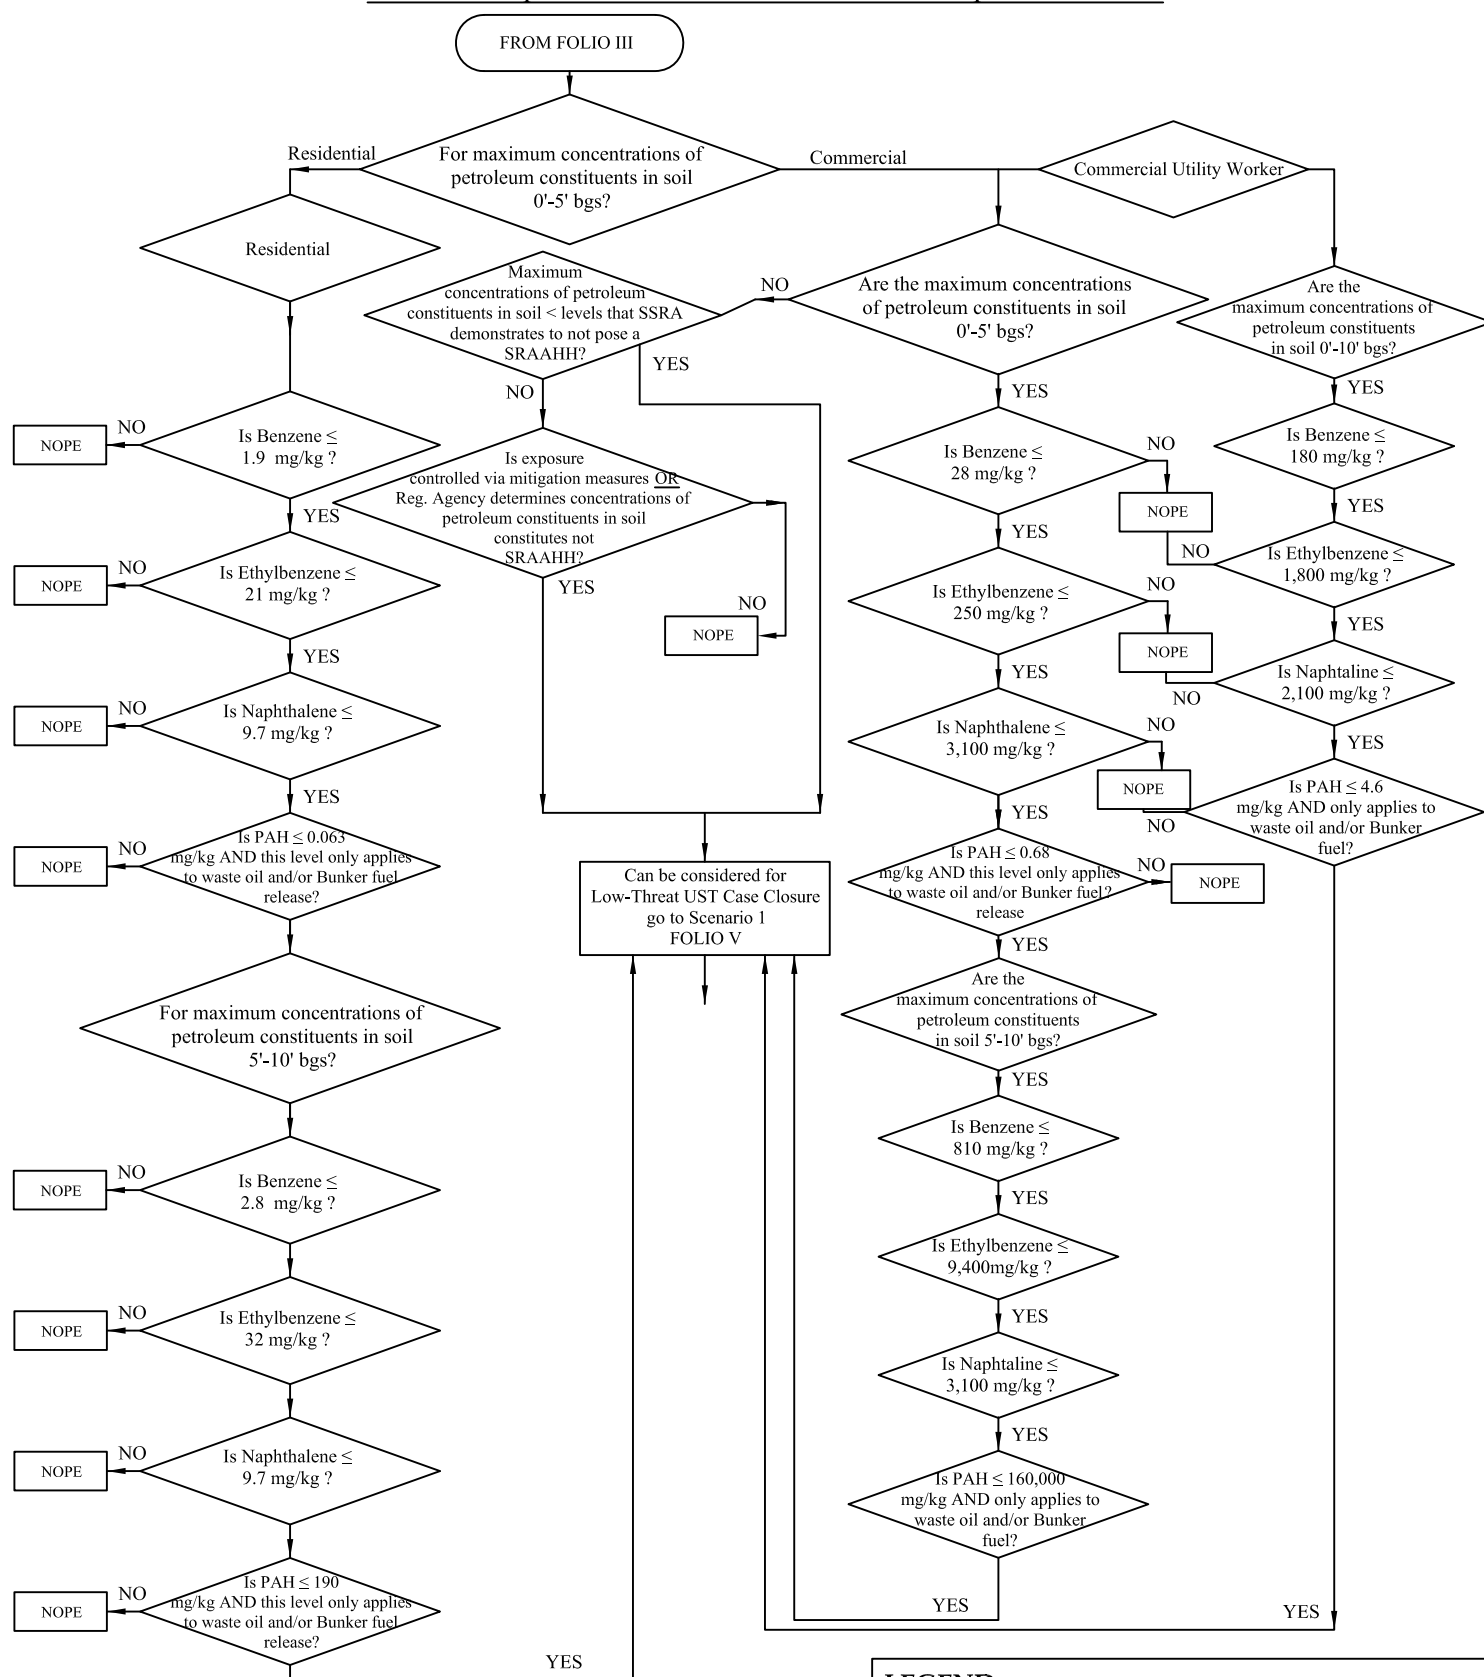 FROM FOLIO III
Residential
For maximum concentrations of
petroleum constituents in soil
0'-5' bgs?
Commercial
Commercial Utility Worker
Residential
Maximum
concentrations of petroleum
constituents in soil < levels that SSRA
demonstrates to not pose a
SRAAHH?
NO
YES
NO
Are the maximum concentrations
of petroleum constituents in soil
0'-5' bgs?
YES
Are the
maximum concentrations of
petroleum constituents
in soil 0'-10' bgs?
YES
Is Benzene ≤
1.9 mg/kg ?
NO
NOPE
YES
Is Ethylbenzene ≤
21 mg/kg ?
NO
NOPE
YES
Is Naphthalene ≤
9.7 mg/kg ?
NO
NOPE
YES
Is PAH ≤ 0.063
mg/kg AND this level only applies
to waste oil and/or Bunker fuel
release?
NO
NOPE
For maximum concentrations of
petroleum constituents in soil
5'-10' bgs?
Is Benzene ≤
2.8 mg/kg ?
NO
NOPE
Is Ethylbenzene ≤
32 mg/kg ?
NO
NOPE
Is Naphthalene ≤
9.7 mg/kg ?
NO
NOPE
Is PAH ≤ 190
mg/kg AND this level only applies
to waste oil and/or Bunker fuel
release?
NO
NOPE
YES
Is exposure
controlled via mitigation measures OR
Reg. Agency determines concentrations of
petroleum constituents in soil
constitutes not
SRAAHH?
YES
NO
NOPE
Can be considered for
Low-Threat UST Case Closure
go to Scenario 1
FOLIO V
Is Benzene ≤
28 mg/kg ?
NO
NOPE
YES
Is Ethylbenzene ≤
250 mg/kg ?
NO
NOPE
YES
Is Naphthalene ≤
3,100 mg/kg ?
NO
NOPE
YES
Is PAH ≤ 0.68
mg/kg AND this level only applies
to waste oil and/or Bunker fuel?
release
NO
NOPE
YES
Are the
maximum concentrations of
petroleum constituents
in soil 5'-10' bgs?
YES
Is Benzene ≤
810 mg/kg ?
YES
Is Ethylbenzene ≤
9,400mg/kg ?
YES
Is Naphtaline ≤
3,100 mg/kg ?
YES
Is PAH ≤ 160,000
mg/kg AND only applies to
waste oil and/or Bunker
fuel?
YES
Is Benzene ≤
180 mg/kg ?
YES
Is Ethylbenzene ≤
1,800 mg/kg ?
NO
YES
Is Naphtaline ≤
2,100 mg/kg ?
NO
YES
Is PAH ≤ 4.6
mg/kg AND only applies to
waste oil and/or Bunker
fuel?
NO
YES
LEGEND